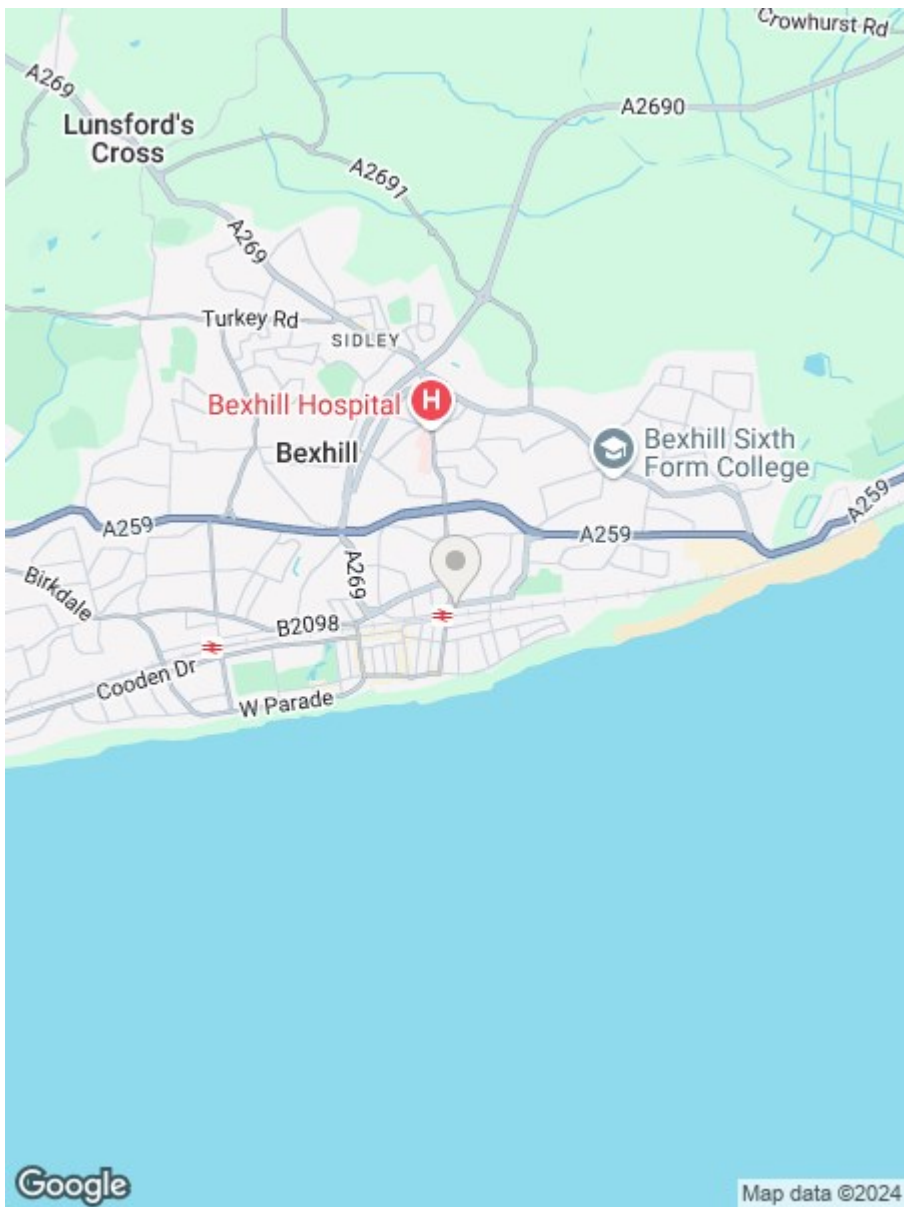 Crowhurst Rd
A269
A2690
Lunsford's
Cross
A2691
A269
Turkey Rd
SIDLEY
Bexhill Hospital
H
Bexhill
Bexhill Sixth
Form College
A259
A259
A259
A269
Birkdale
B2098
Cooden Dr
W Parade
Google
Map data ©2024